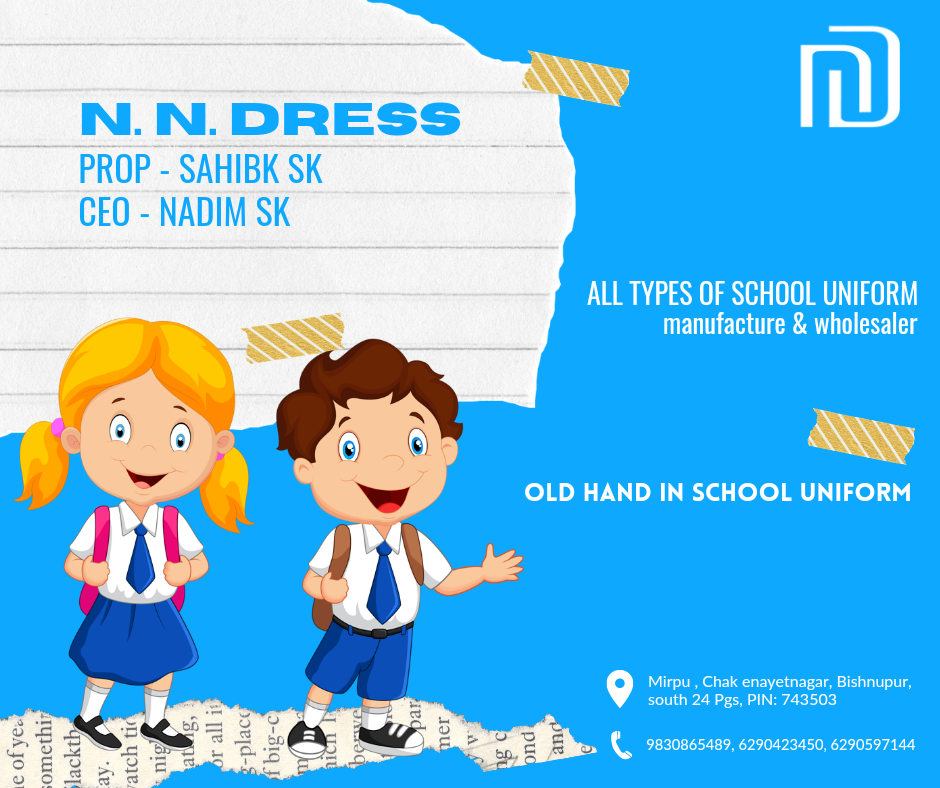 N. N. DRESS
PROP - SAHIBK SK
CEO - NADIM SK
ALL TYPES OF SCHOOL UNIFORM
manufacture & wholesaler
OLD HAND IN SCHOOL UNIFORM
Mirpu , Chak enayetnagar, Bishnupur,
south 24 Pgs, PIN: 743503
9830865489, 6290423450, 6290597144